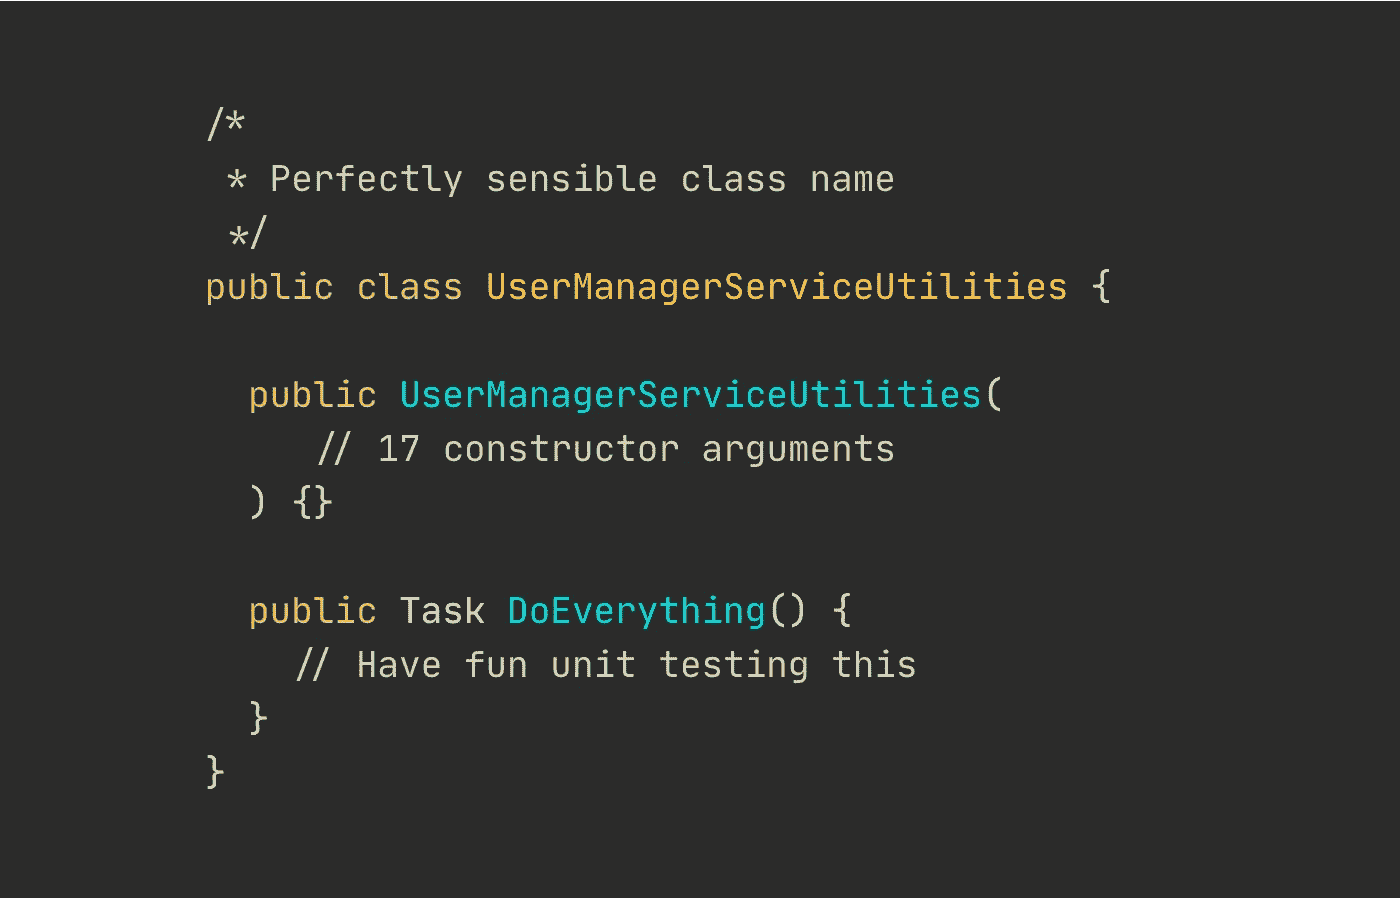 /*
 * Perfectly sensible class name
 */
public class UserManagerServiceUtilities {
  public UserManagerServiceUtilities(
     // 17 constructor arguments
  ) {}
  public Task DoEverything() {
    // Have fun unit testing this
  }
}